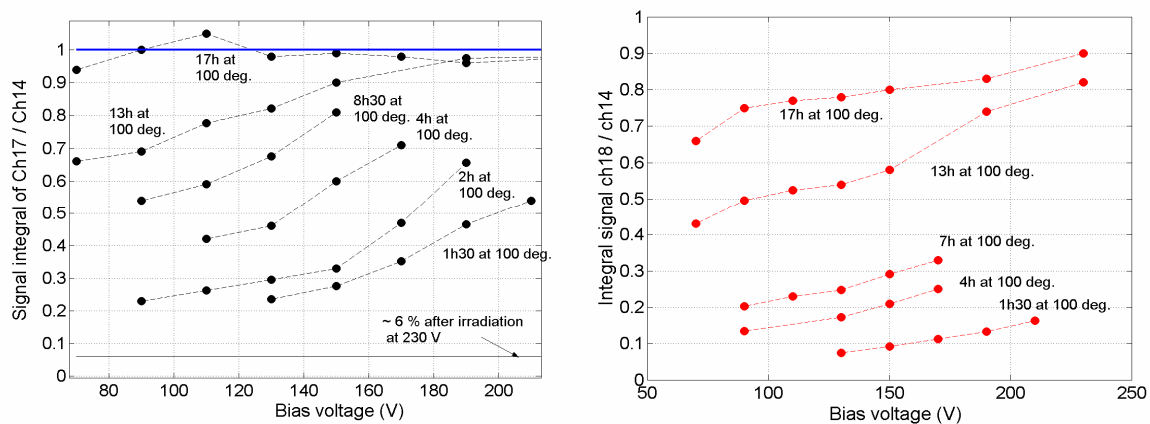 Signal integral of Ch17 / Ch14
1
0.9
0.8
0.7
0.6
0.5
0.4
0.3
0.2
0.1
0
17h at
100 deg.
13h at
100 deg.
8h30 at
100 deg.
4h at
100 deg.
2h at
100 deg.
1h30 at 100 deg.
~ 6 % after irradiation
at 230 V
80 100 120 140 160 180 200
Bias voltage (V)
Integral signal ch18 / ch14
1
0.9
0.8
0.7
0.6
0.5
0.4
0.3
0.2
0.1
0
17h at 100 deg.
13h at 100 deg.
7h at 100 deg.
4h at 100 deg.
1h30 at 100 deg.
50 100 150 200 250
Bias voltage (V)